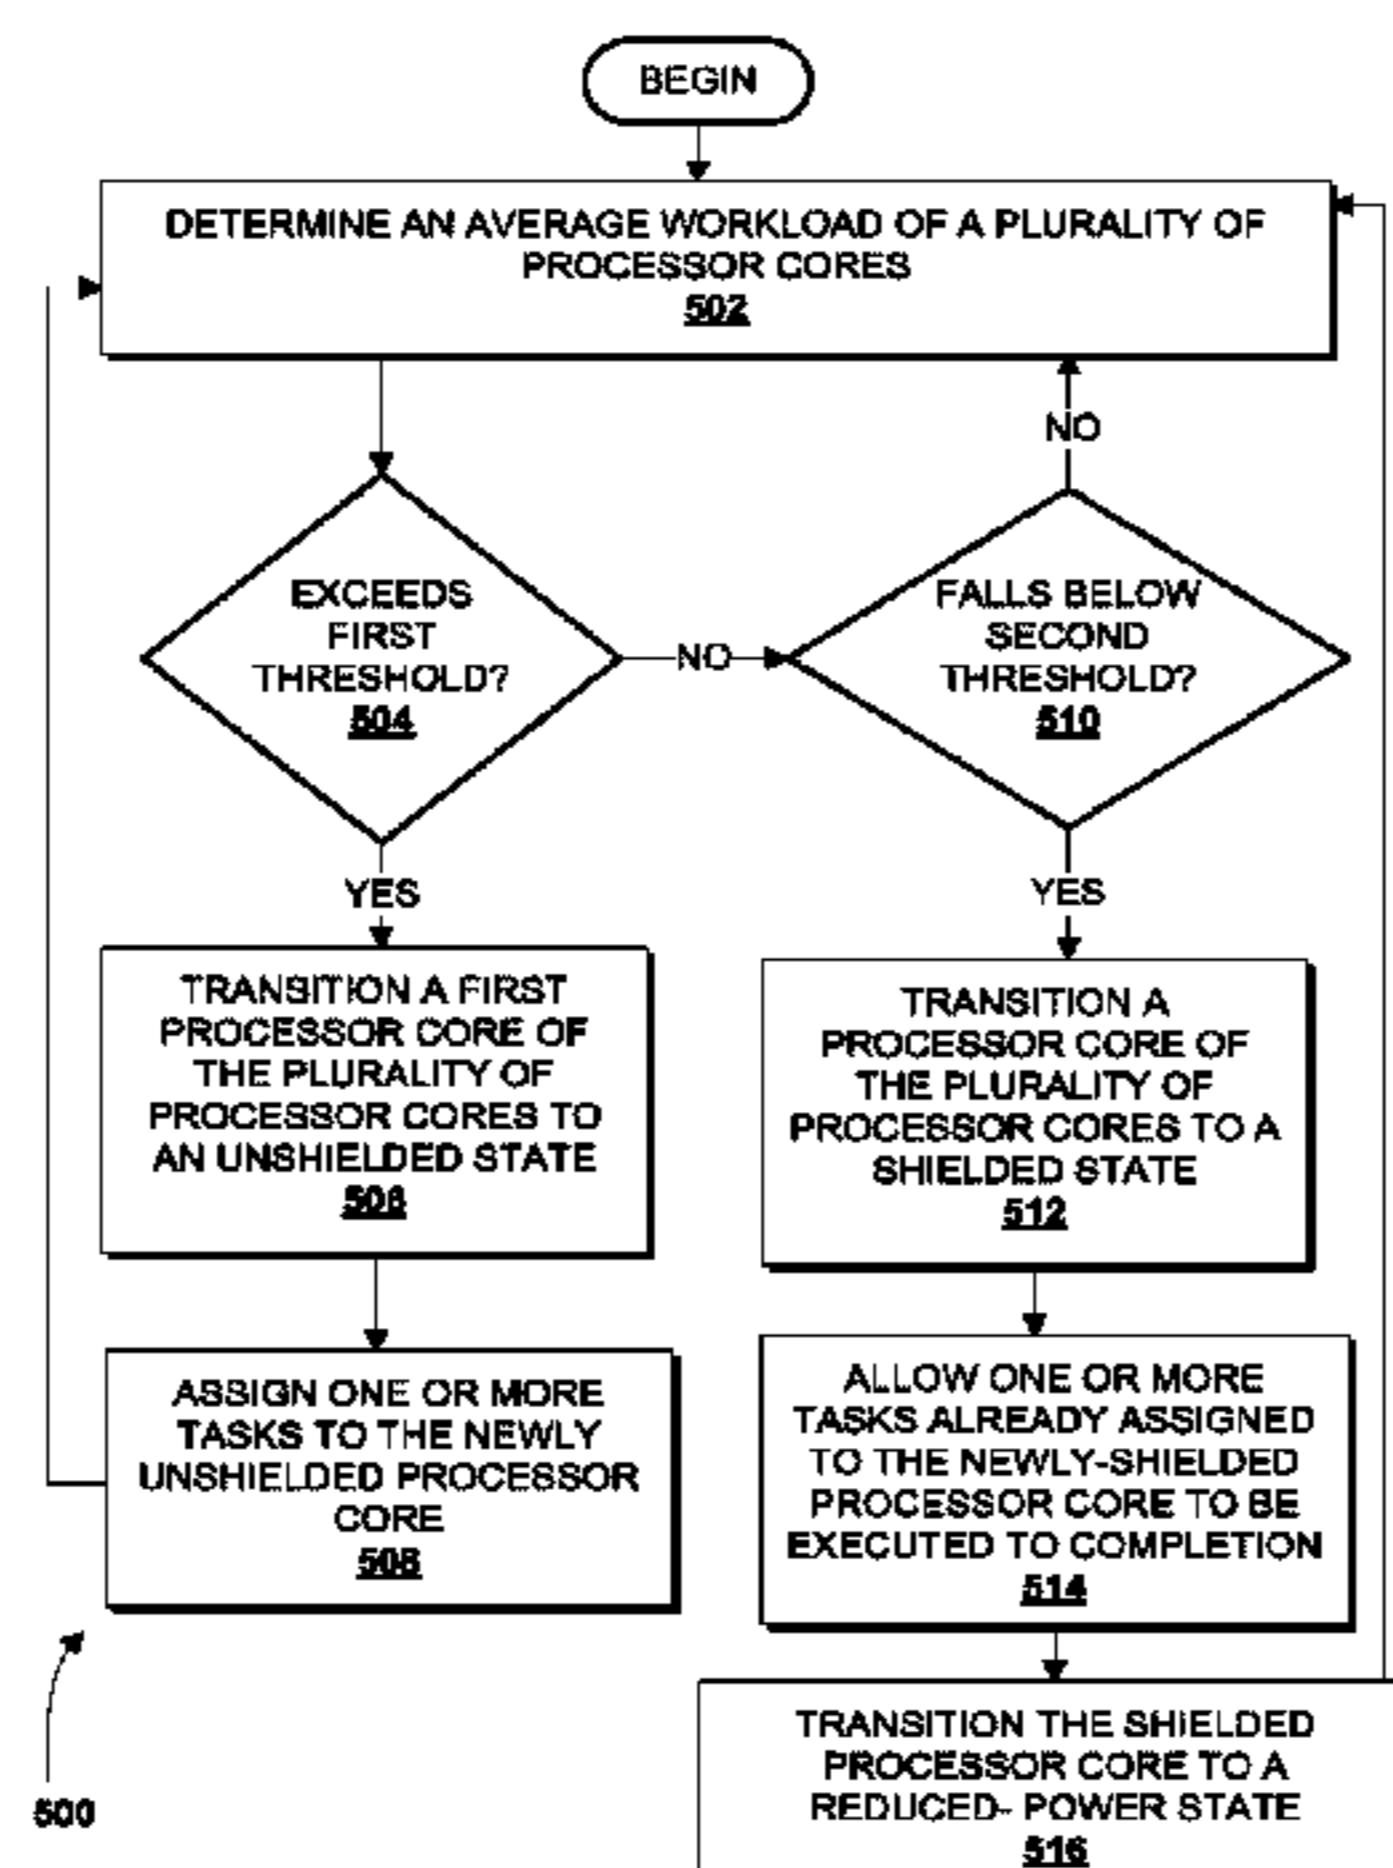 BEGIN
DETERMINE AN AVERAGE WORKLOAD OF A PLURALITY OF
PROCESSOR CORES
502
NO
EXCEEDS
FIRST
THRESHOLD?
504
NO
FALLS BELOW
SECOND
THRESHOLD?
510
YES
YES
TRANSITION A FIRST
PROCESSOR CORE OF
THE PLURALITY OF
PROCESSOR CORES TO
AN UNSHIELDED STATE
506
TRANSITION A
PROCESSOR CORE OF
THE PLURALITY OF
PROCESSOR CORES TO A
SHIELDED STATE
512
ASSIGN ONE OR MORE
TASKS TO THE NEWLY
UNSHIELDED PROCESSOR
CORE
508
ALLOW ONE OR MORE
TASKS ALREADY ASSIGNED
TO THE NEWLY-SHIELDED
PROCESSOR CORE TO BE
EXECUTED TO COMPLETION
514
TRANSITION THE SHIELDED
PROCESSOR CORE TO A
REDUCED- POWER STATE
516
500